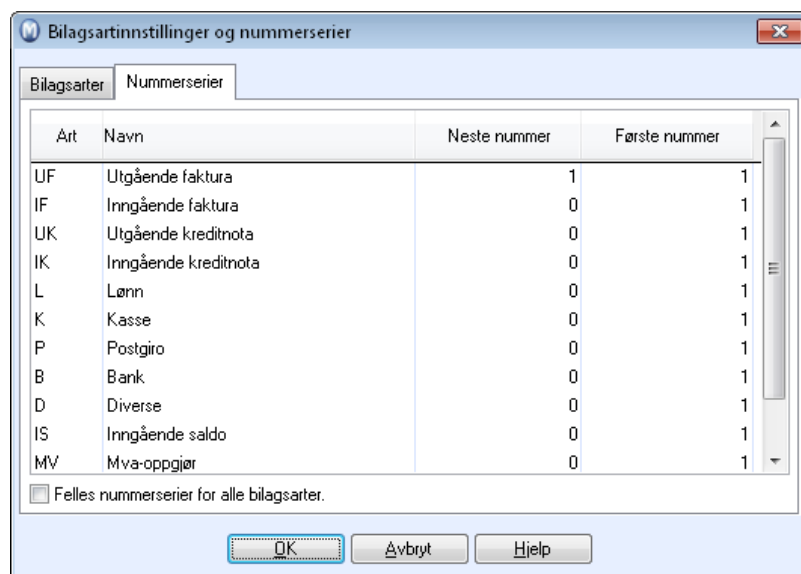 Bilagsartinnstillinger og nummerserier
Bilagsarter Nummerserier
Art Navn Neste nummer Første nummer
UF Utgående faktura 1 1
IF Inngående faktura 0 1
UK Utgående kreditnota 0 1
IK Inngående kreditnota 0 1
L Lønn 0 1
K Kasse 0 1
P Postgiro 0 1
B Bank 0 1
D Diverse 0 1
IS Inngående saldo 0 1
MV Mva-oppgjør 0 1
Felles nummerserier for alle bilagsarter.
OK Avbryt Hjelp